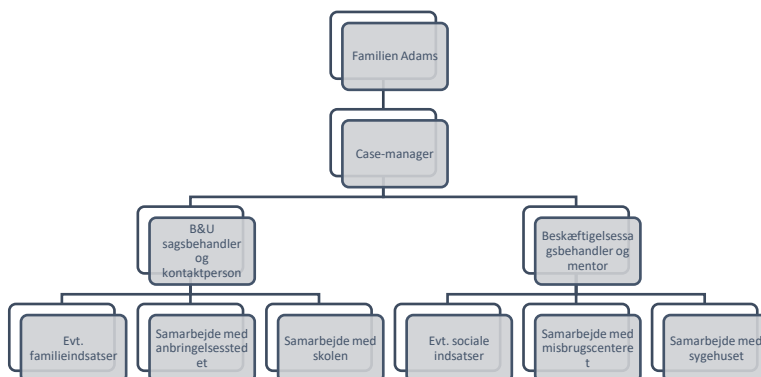 Familien Adams
Case-manager
B&U
sagsbehandler
og
kontaktperson
Beskæftigelsessa
gsbehandler og
mentor
Evt.
familieindsatser
Samarbejde med
anbringelsessted
et
Samarbejde med
skolen
Evt. sociale
indsatser
Samarbejde med
misbrugscentere
t
Samarbejde med
sygehuset